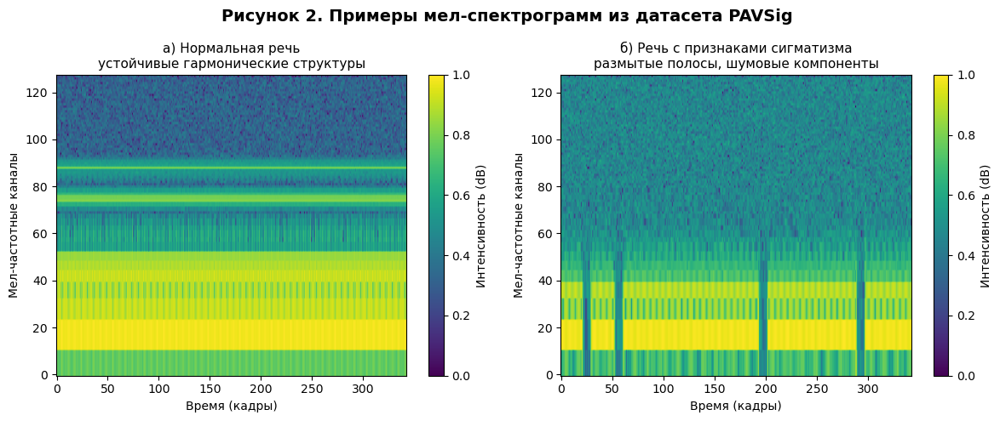 Рисунок 2. Примеры мел-спектрограмм из датасета PAVSig
а) Нормальная речь
устойчивые гармонические структуры
Мел-частотные каналы
120
100
80
60
40
20
0
0 50 100 150 200 250 300
Время (кадры)
1.0
0.8
0.6
0.4
0.2
0.0
Интенсивность (dB)
б) Речь с признаками сигматизма
размытые полосы, шумовые компоненты
Мел-частотные каналы
120
100
80
60
40
20
0
0 50 100 150 200 250 300
Время (кадры)
1.0
0.8
0.6
0.4
0.2
0.0
Интенсивность (dB)